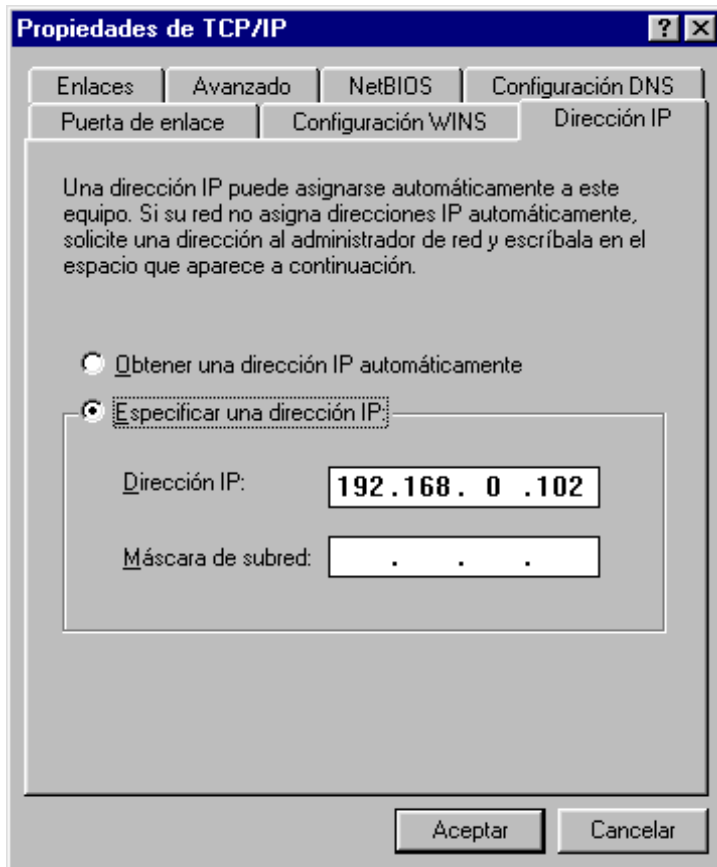 Propiedades de TCP/IP
Enlaces Avanzado NetBIOS Configuración DNS
Puerta de enlace Configuración WINS Dirección IP
Una dirección IP puede asignarse automáticamente a este
equipo. Si su red no asigna direcciones IP automáticamente,
solicite una dirección al administrador de red y escríbala en el
espacio que aparece a continuación.
Obtener una dirección IP automáticamente
Especificar una dirección IP:
Dirección IP: 192.168. 0 .102
Máscara de subred: . . .
Aceptar Cancelar